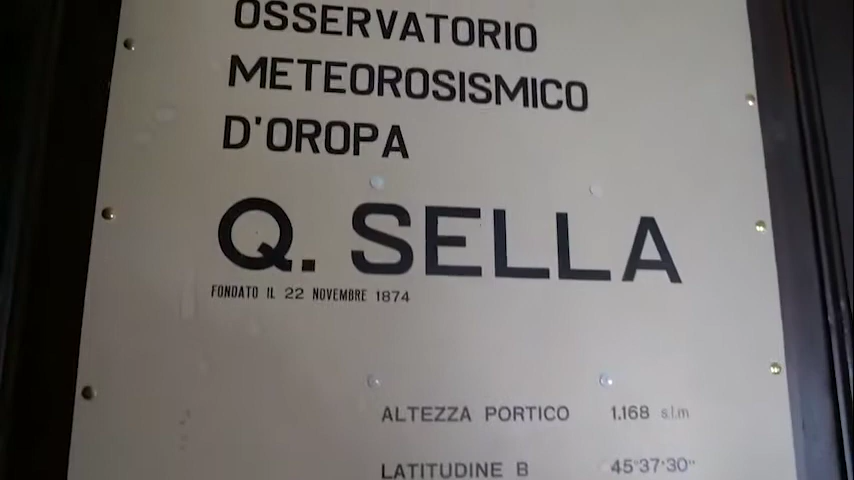 OSSERVATORIO
METEOROSISMICO
D'OROPA
Q. SELLA
FONDATO IL 22 NOVEMBRE 1874
ALTEZZA PORTICO 1.168 s.l.m
LATITUDINE B 45°37'30"